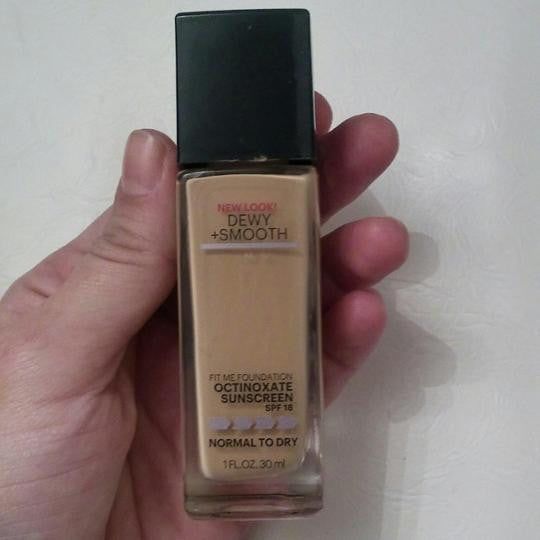 NEW LOOK!
DEWY
+SMOOTH
FIT ME FOUNDATION
OCTINOXATE
SUNSCREEN
SPF 18
NORMAL TO DRY
1 FL.OZ. 30 ml